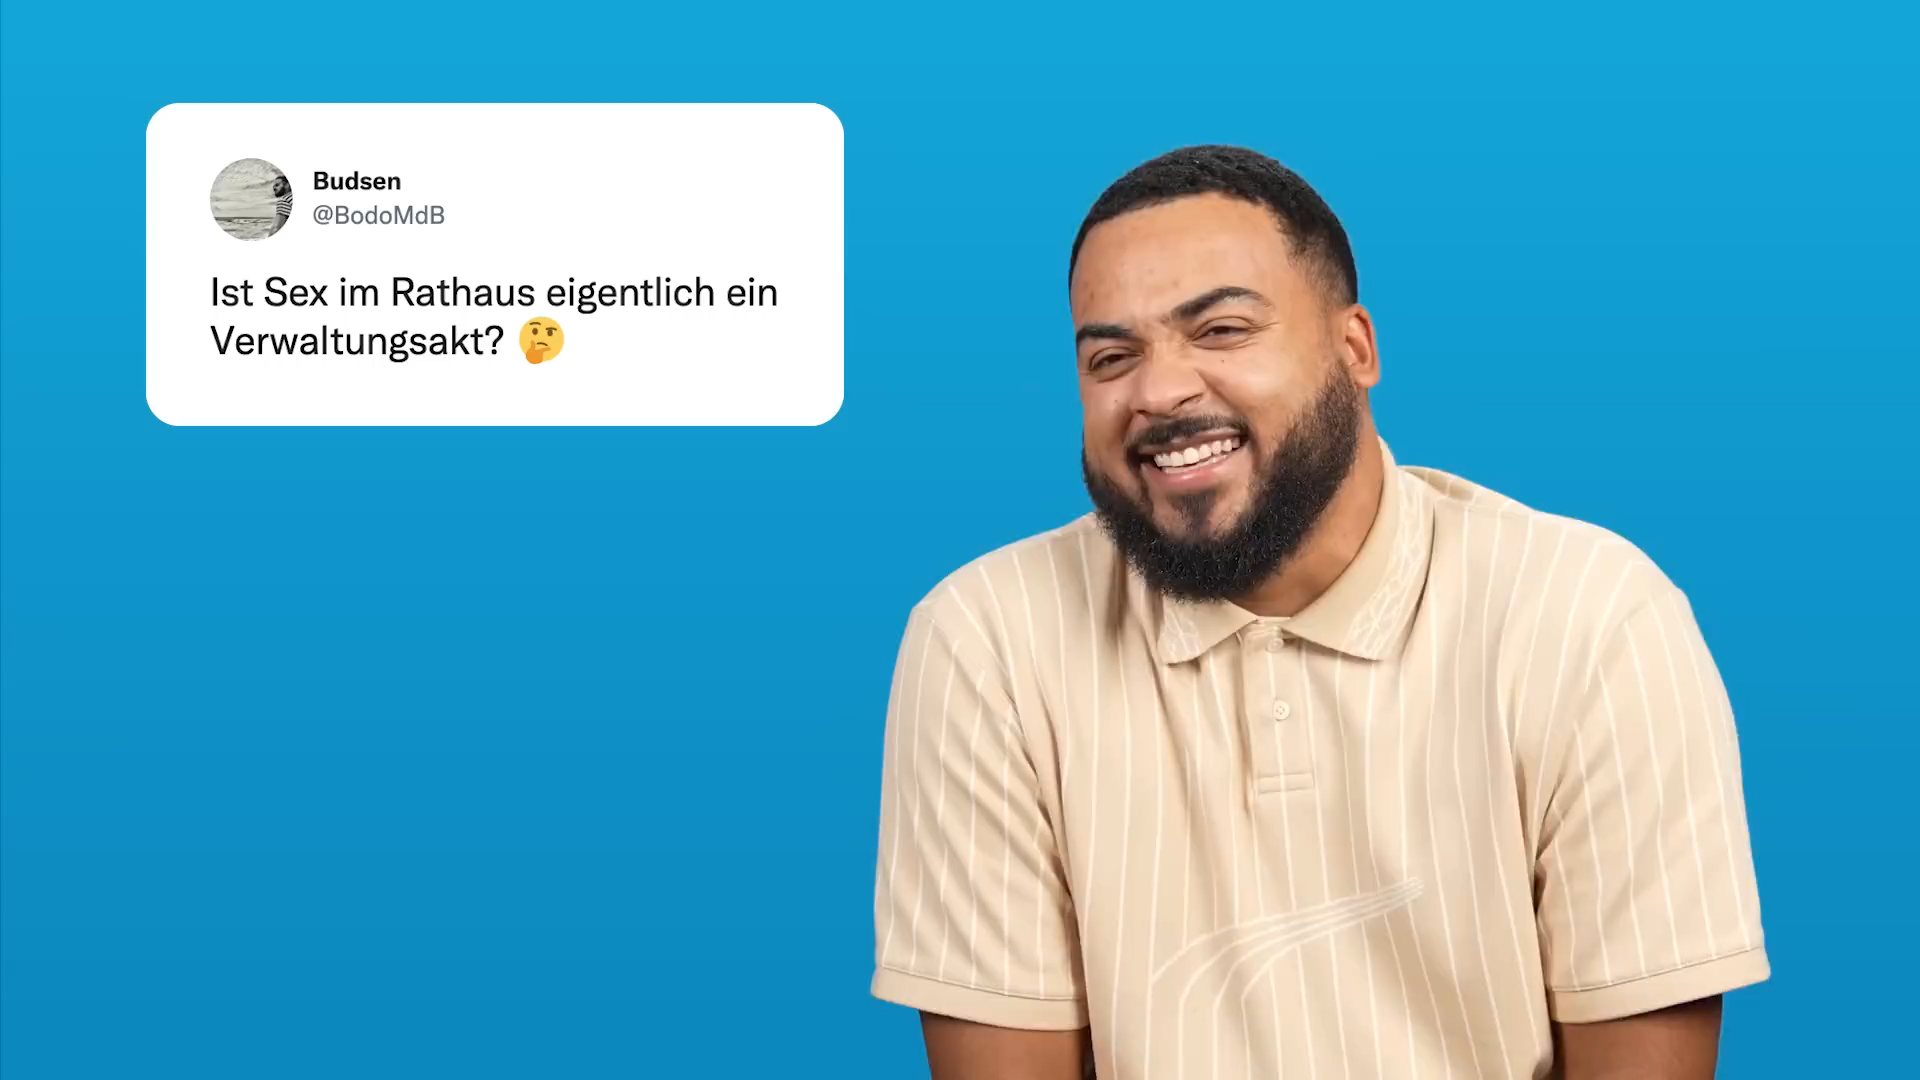 Budsen
@BodoMdB
Ist Sex im Rathaus eigentlich ein
Verwaltungsakt? 🤔